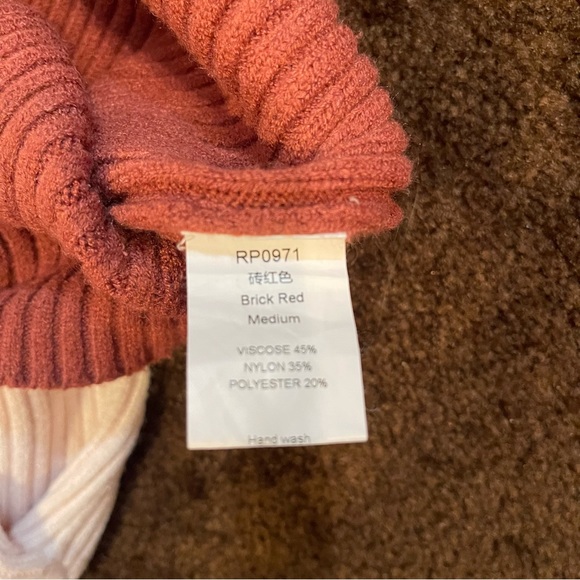 RP0971
砖红色
Brick Red
Medium
VISCOSE 45%
NYLON 35%
POLYESTER 20%
Hand wash